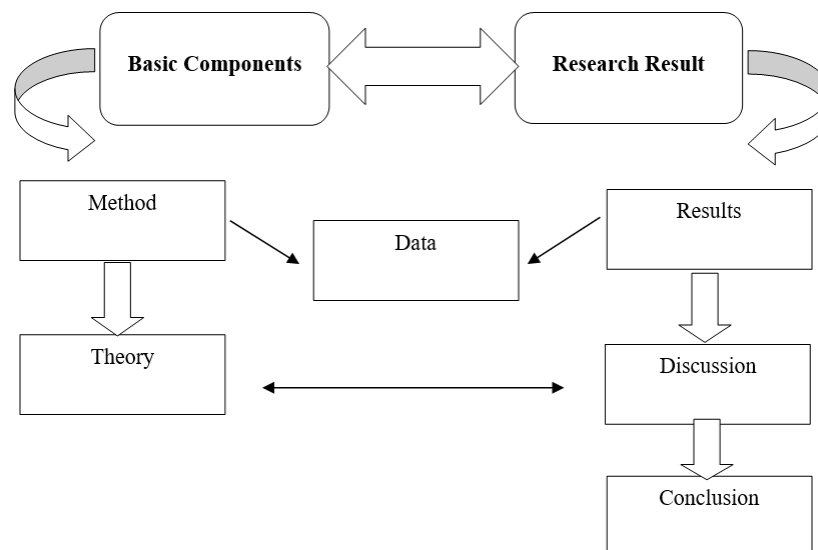 Basic Components
Research Result
Method
Results
Data
Theory
Discussion
Conclusion